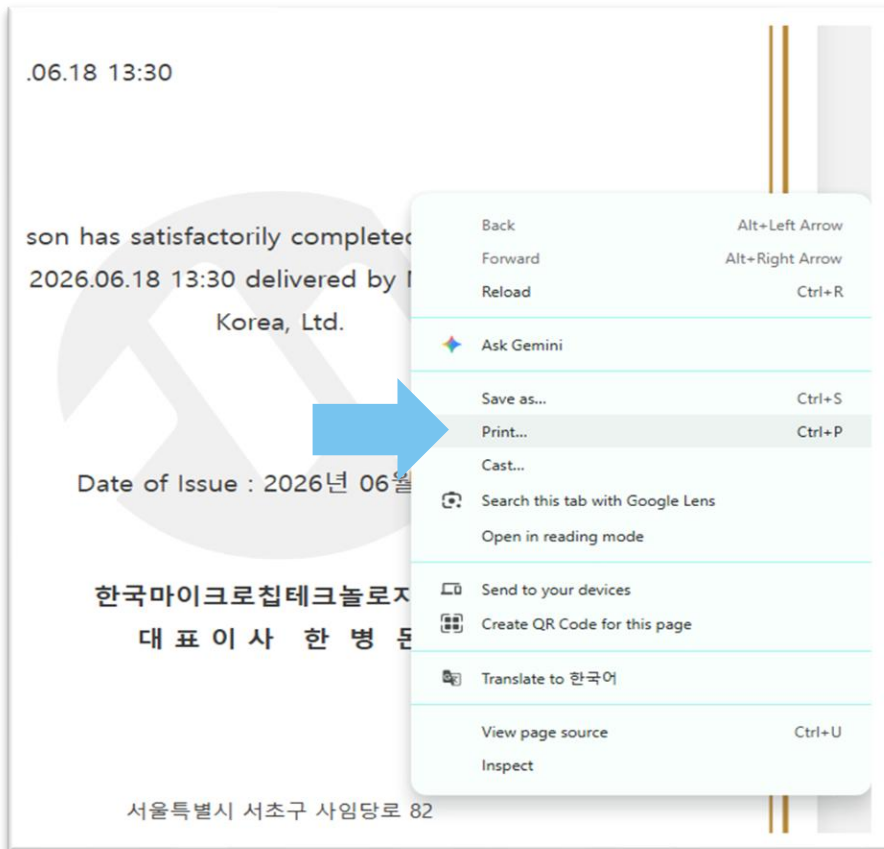 .06.18 13:30
son has satisfactorily completed
2026.06.18 13:30 delivered by
Korea, Ltd.
Date of Issue : 2026년 06월
한국마이크로칩테크놀로지
대 표 이 사 한 병 돈
서울특별시 서초구 사임당로 82
Back Alt+Left Arrow
Forward Alt+Right Arrow
Reload Ctrl+R
Ask Gemini
Save as... Ctrl+S
Print... Ctrl+P
Cast...
Search this tab with Google Lens
Open in reading mode
Send to your devices
Create QR Code for this page
Translate to 한국어
View page source Ctrl+U
Inspect